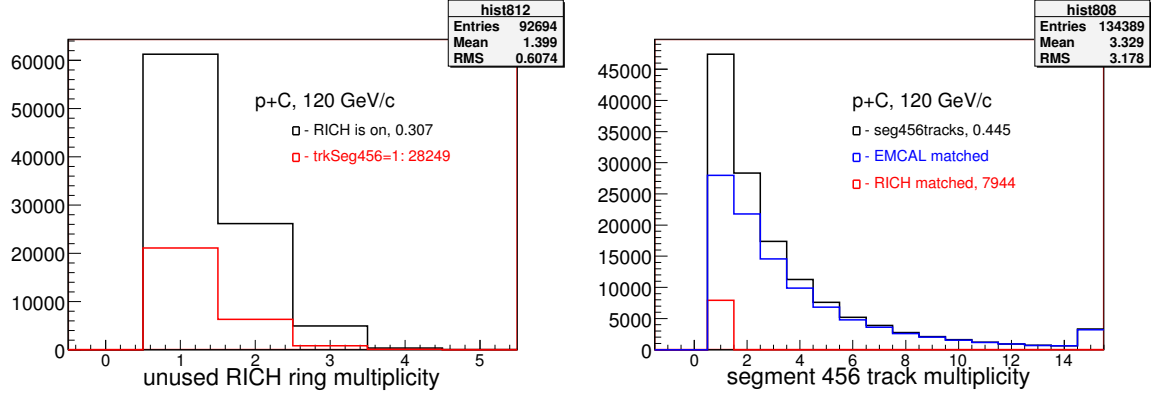 hist812
Entries 92694
Mean 1.399
RMS 0.6074
p+C, 120 GeV/c
- RICH is on, 0.307
- trkSeg456=1: 28249
60000
50000
40000
30000
20000
10000
0
0 1 2 3 4 5
unused RICH ring multiplicity
hist808
Entries 134389
Mean 3.329
RMS 3.178
p+C, 120 GeV/c
- seg456tracks, 0.445
- EMCAL matched
- RICH matched, 7944
45000
40000
35000
30000
25000
20000
15000
10000
5000
0
0 2 4 6 8 10 12 14
segment 456 track multiplicity